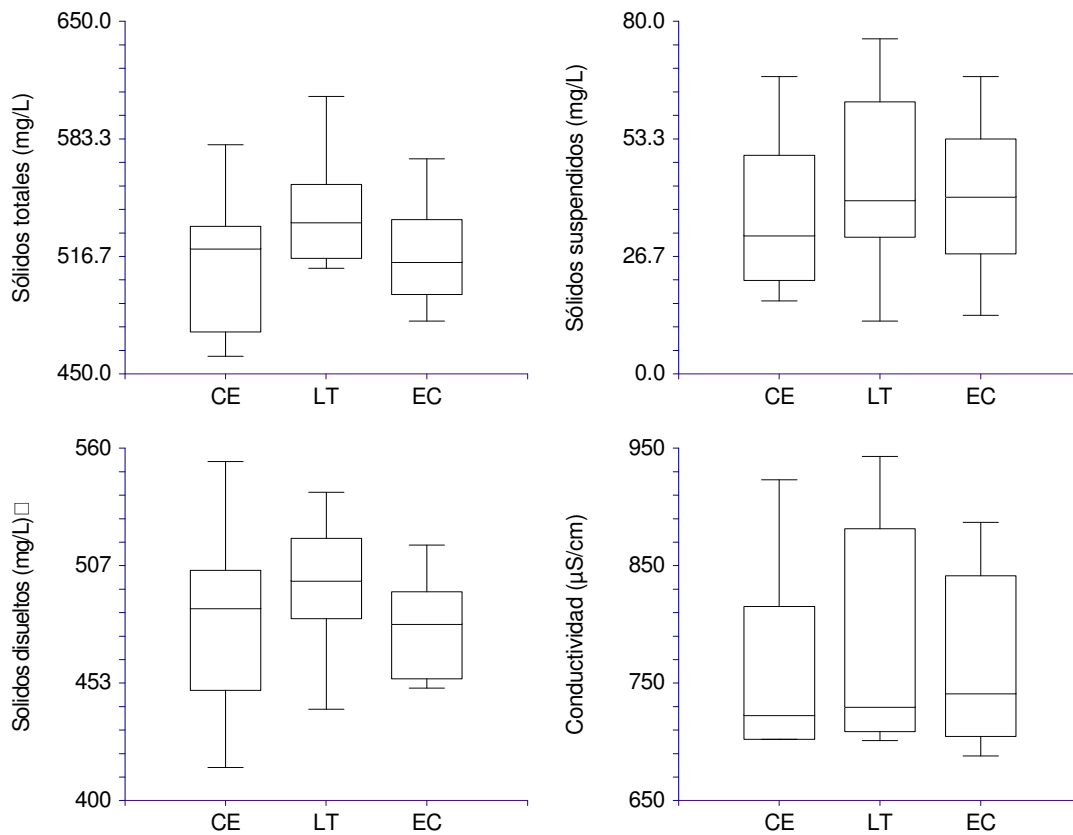 Sólidos totales (mg/L)
650.0
583.3
516.7
450.0
CE LT EC
Sólidos suspendidos (mg/L)
80.0
53.3
26.7
0.0
CE LT EC
Solidos disueltos (mg/L)□
560
507
453
400
CE LT EC
Conductividad (µS/cm)
950
850
750
650
CE LT EC